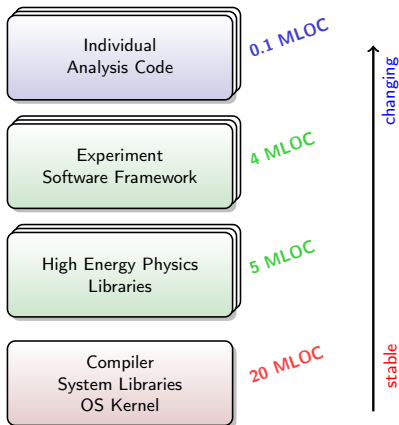 Individual
Analysis Code
0.1 MLOC
changing
Experiment
Software Framework
4 MLOC
High Energy Physics
Libraries
5 MLOC
Compiler
System Libraries
OS Kernel
20 MLOC
stable